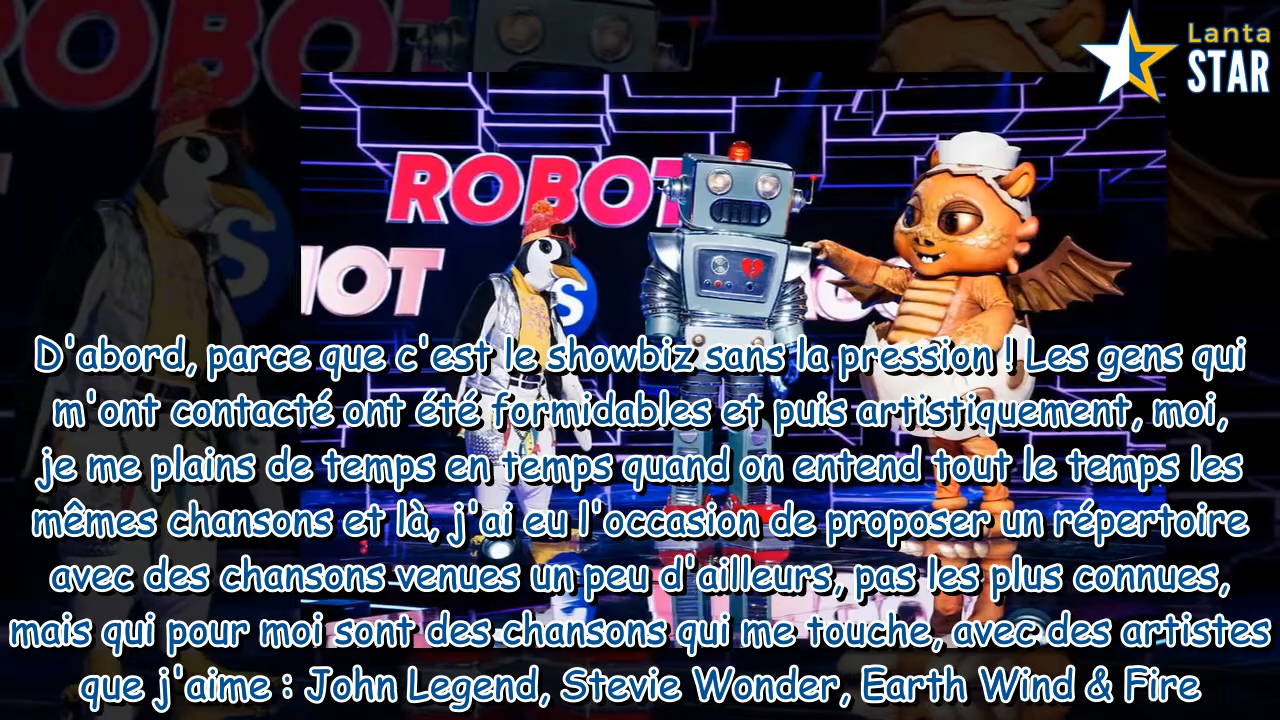 Lanta
STAR
ROBOT
S
D'abord, parce que c'est le showbiz sans la pression ! Les gens qui
m'ont contacté ont été formidables et puis artistiquement, moi,
je me plains de temps en temps quand on entend tout le temps les
mêmes chansons et là, j'ai eu l'occasion de proposer un répertoire
avec des chansons venues un peu d'ailleurs, pas les plus connues,
mais qui pour moi sont des chansons qui me touche, avec des artistes
que j'aime : John Legend, Stevie Wonder, Earth Wind & Fire